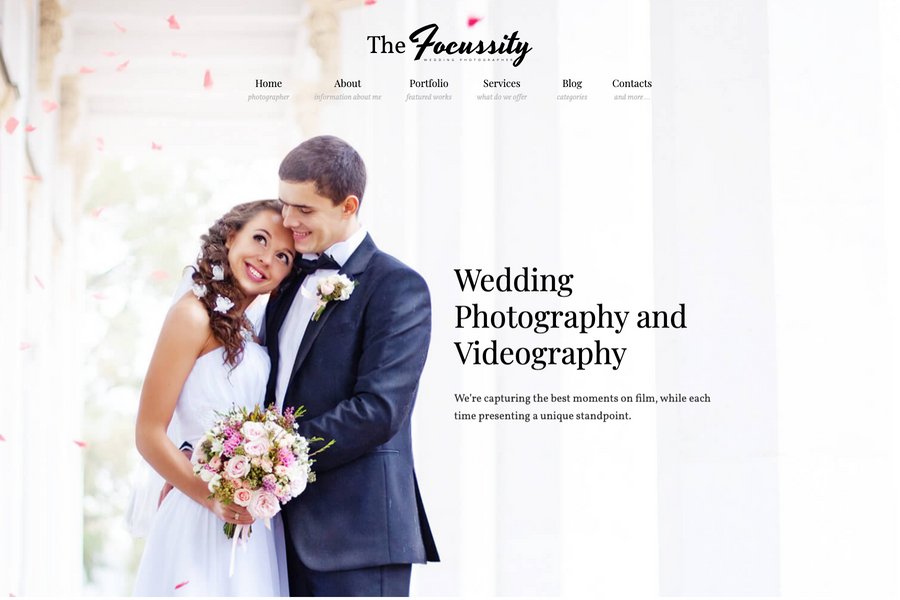 The Focussity
WEDDING PHOTOGRAPHER
Home About Portfolio Services Blog Contacts
photographer information about me featured works what do we offer categories and more...
Wedding
Photography and
Videography
We're capturing the best moments on film, while each
time presenting a unique standpoint.